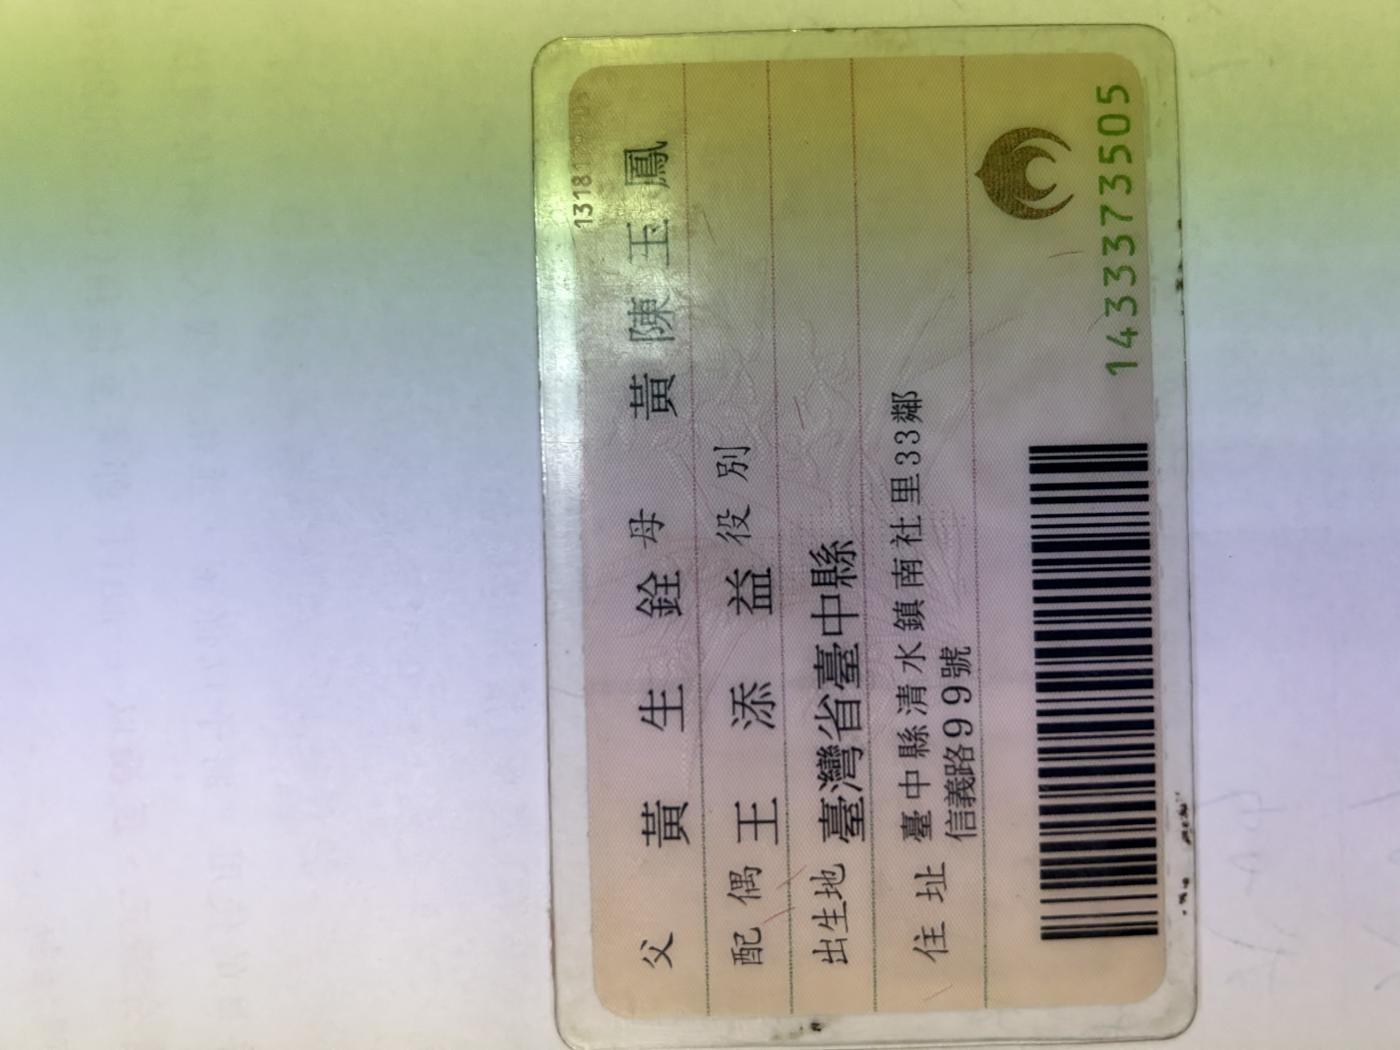 父 黃生銓 母 黃陳玉鳳
配偶 王添益 役別
出生地 臺灣省臺中縣
住址 臺中縣清水鎮南社里33鄰
信義路99號
1433373505